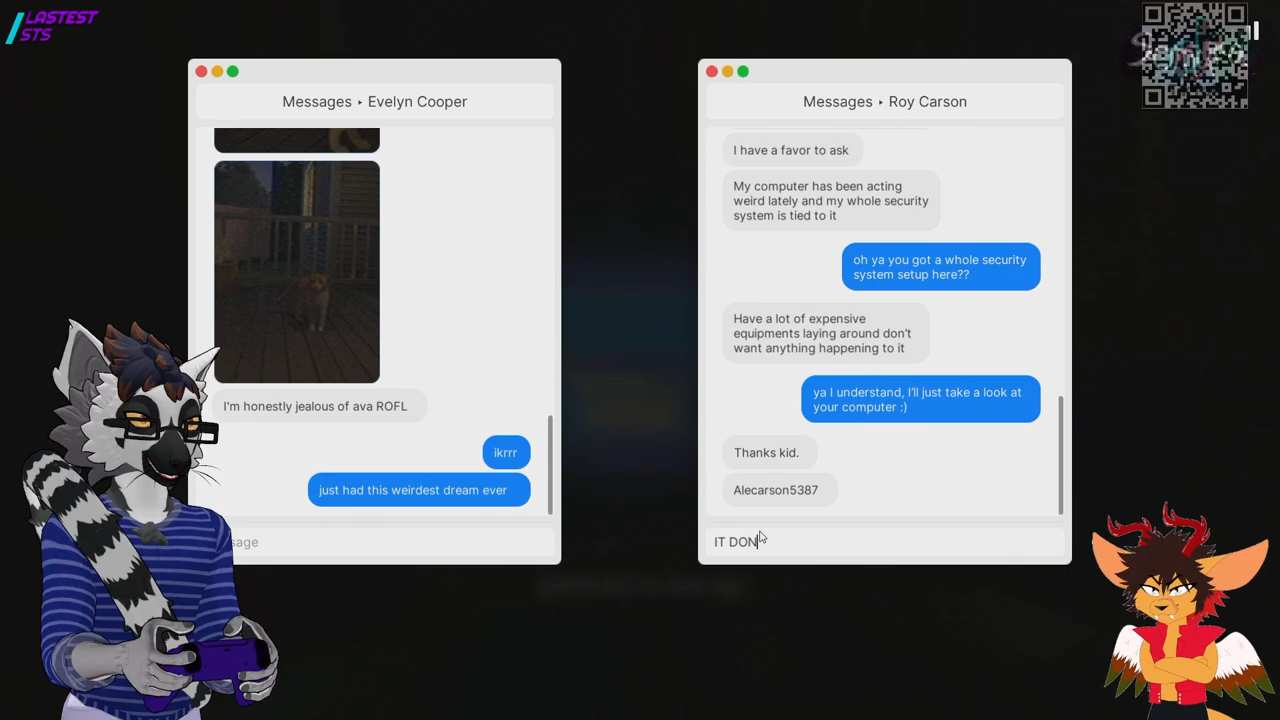 LASTEST
STS
Messages ‣ Evelyn Cooper
I'm honestly jealous of ava ROFL
ikrrr
just had this weirdest dream ever
sage
Messages ‣ Roy Carson
I have a favor to ask
My computer has been acting
weird lately and my whole security
system is tied to it
oh ya you got a whole security
system setup here??
Have a lot of expensive
equipments laying around don't
want anything happening to it
ya I understand, I'll just take a look at
your computer :)
Thanks kid.
Alecarson5387
IT DON